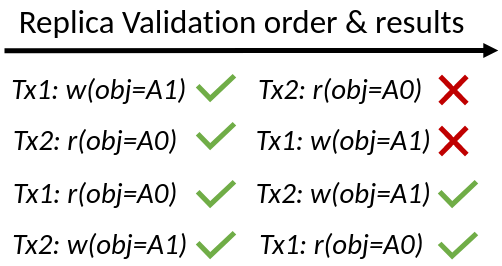 Replica Validation order & results
Tx1: w(obj=A1) Tx2: r(obj=A0)
Tx2: r(obj=A0) Tx1: w(obj=A1)
Tx1: r(obj=A0) Tx2: w(obj=A1)
Tx2: w(obj=A1) Tx1: r(obj=A0)